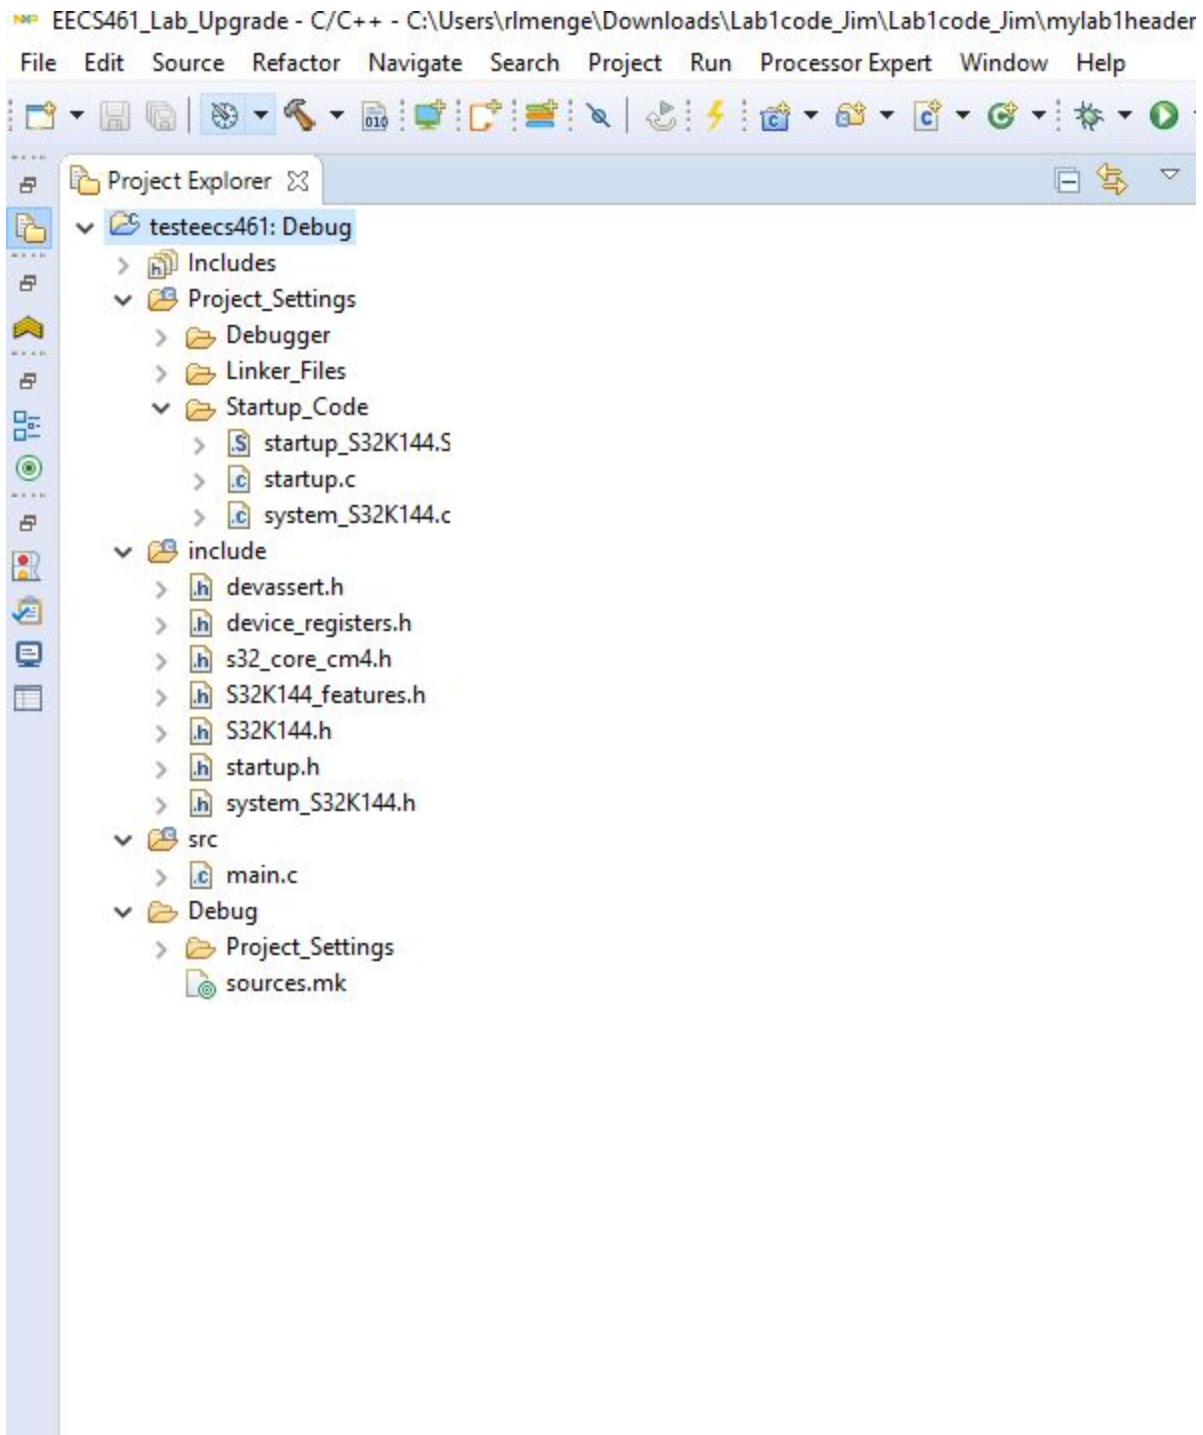 EECS461_Lab_Upgrade - C/C++ - C:\Users\rlmenge\Downloads\Lab1code_Jim\Lab1code_Jim\mylab1header
File Edit Source Refactor Navigate Search Project Run Processor Expert Window Help
010
Project Explorer
testeecs461: Debug
Includes
Project_Settings
Debugger
Linker_Files
Startup_Code
startup_S32K144.S
startup.c
system_S32K144.c
include
devassert.h
device_registers.h
s32_core_cm4.h
S32K144_features.h
S32K144.h
startup.h
system_S32K144.h
src
main.c
Debug
Project_Settings
sources.mk